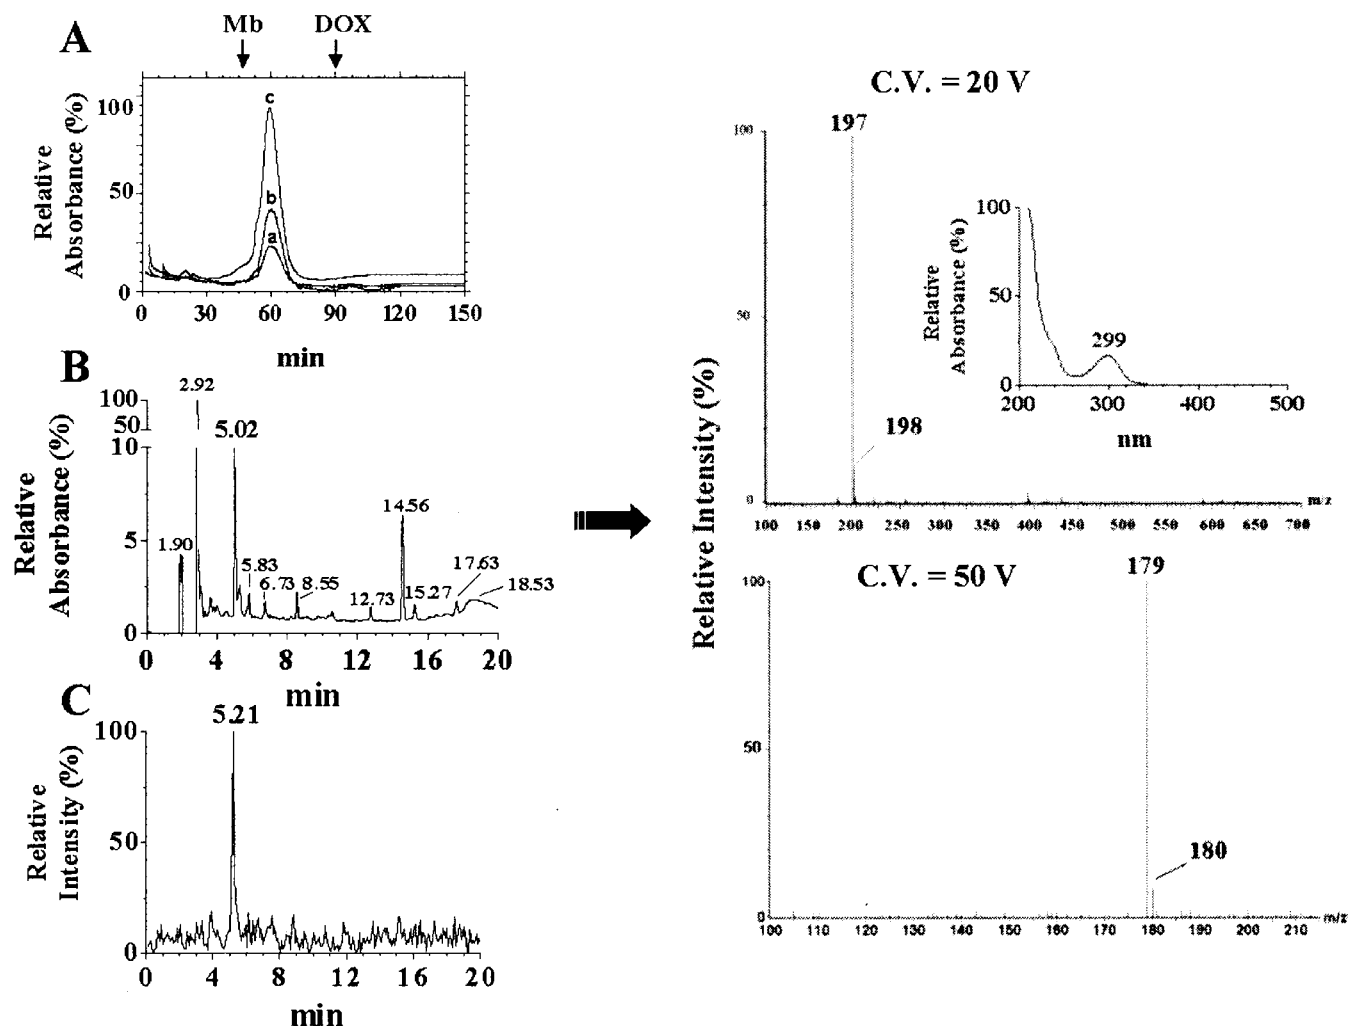 A
Mb
DOX
Relative
Absorbance (%)
100
50
0
c
b
a
0 30 60 90 120 150
min
B
Relative
Absorbance (%)
100
50
10
5
0
2.92
5.02
1.90
5.83
6.73
8.55
12.73
14.56
15.27
17.63
18.53
0 4 8 12 16 20
min
C
Relative
Intensity (%)
100
50
0
5.21
0 4 8 12 16 20
min
Relative Intensity (%)
C.V. = 20 V
100
50
0
197
198
100 150 200 250 300 350 400 450 500 550 600 650 700
m/z
Relative
Absorbance (%)
100
50
0
299
200 300 400 500
nm
C.V. = 50 V
100
50
0
179
180
100 110 120 130 140 150 160 170 180 190 200 210
m/z